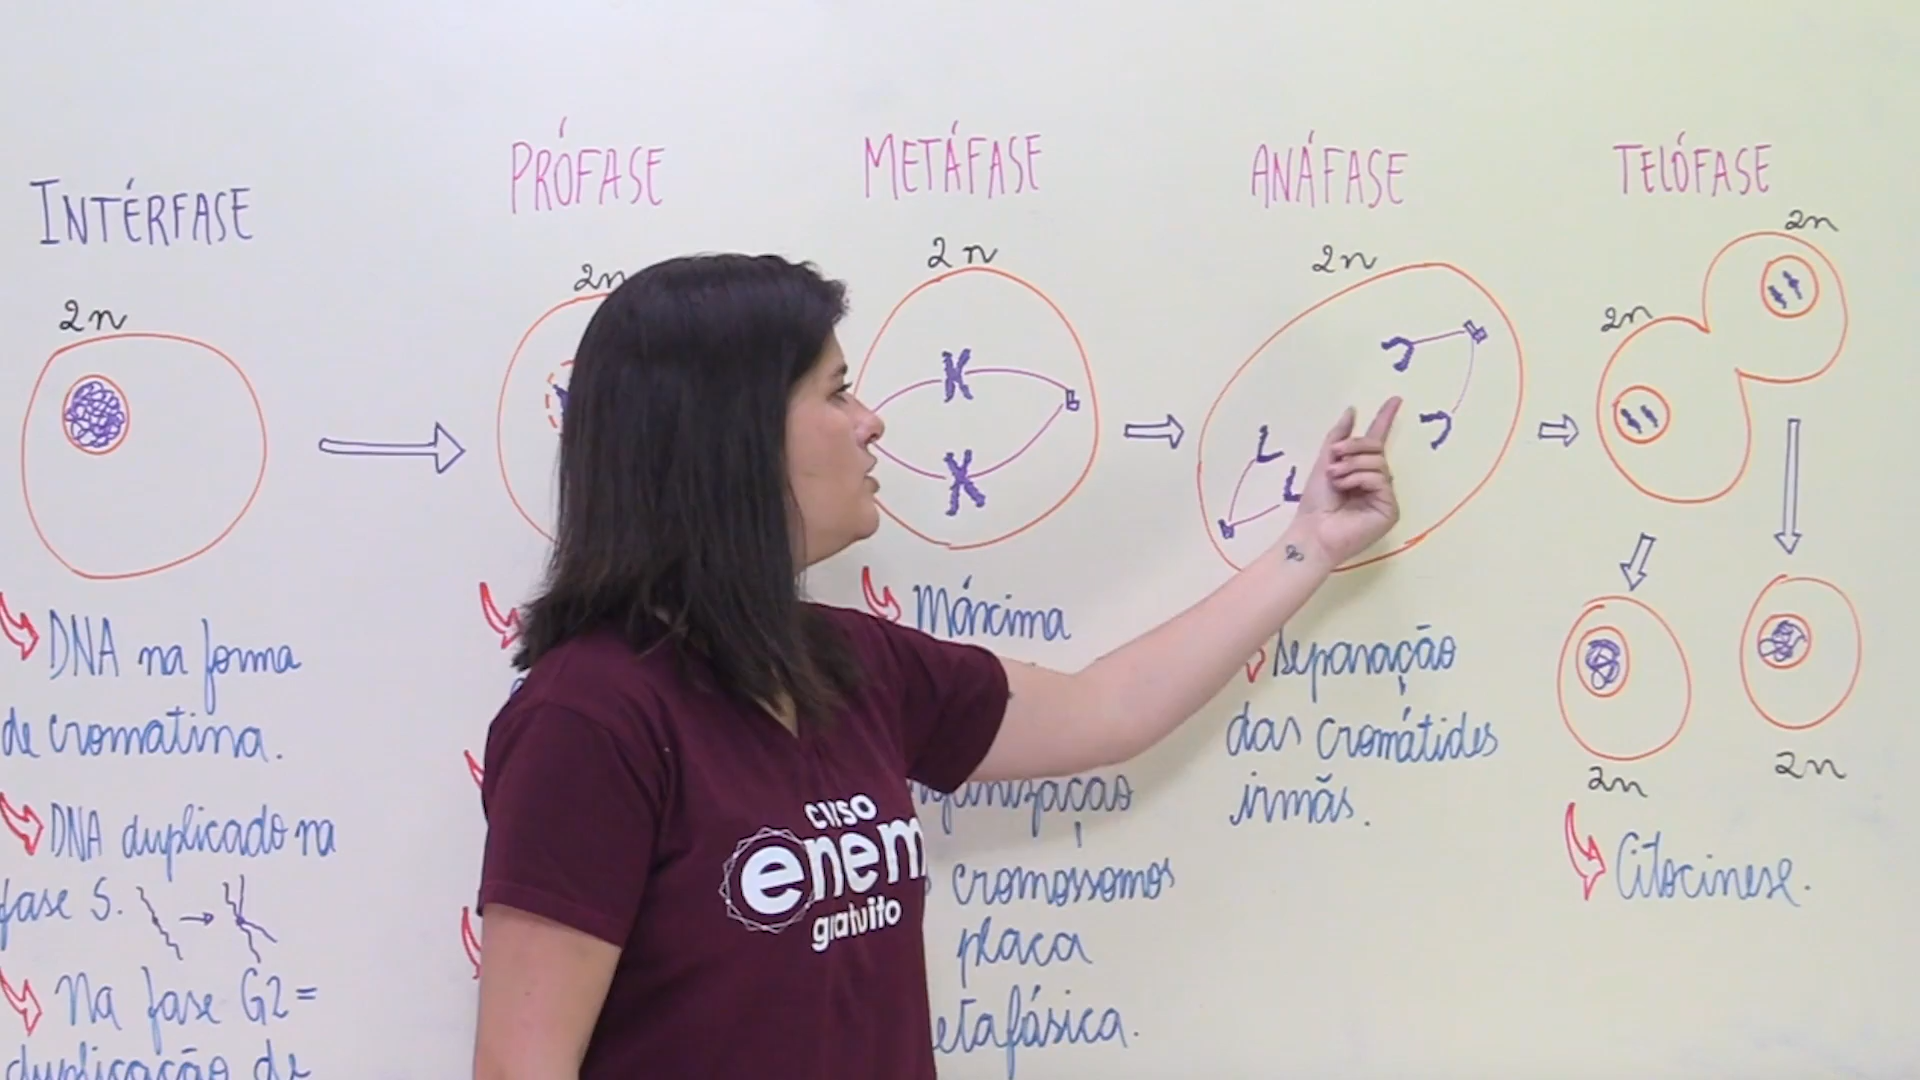 INTÉRFASE
2n
DNA na forma
de cromatina.
DNA duplicado na
fase S.
Na fase G2 =
duplicação de
PRÓFASE
2n
METÁFASE
2n
Máxima
cromossomos
placa
ANÁFASE
2n
separação
das cromátides
irmãs.
TELÓFASE
2n
2n
2n
2n
Citocinese.
curso
enem
gratuito